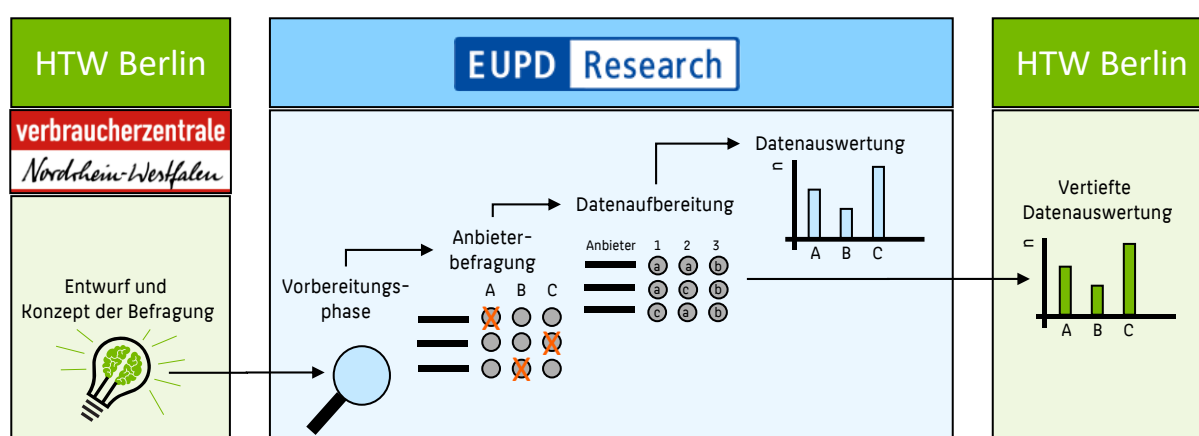 HTW Berlin
verbraucherzentrale
Nordrhein-Westfalen
Entwurf und
Konzept der Befragung
EUPD Research
Vorbereitungs-
phase
Anbieter-
befragung
A B C
X
X
X
Datenaufbereitung
Anbieter 1 2 3
a a b
a c b
c a b
Datenauswertung
n
A B C
HTW Berlin
Vertiefte
Datenauswertung
n
A B C